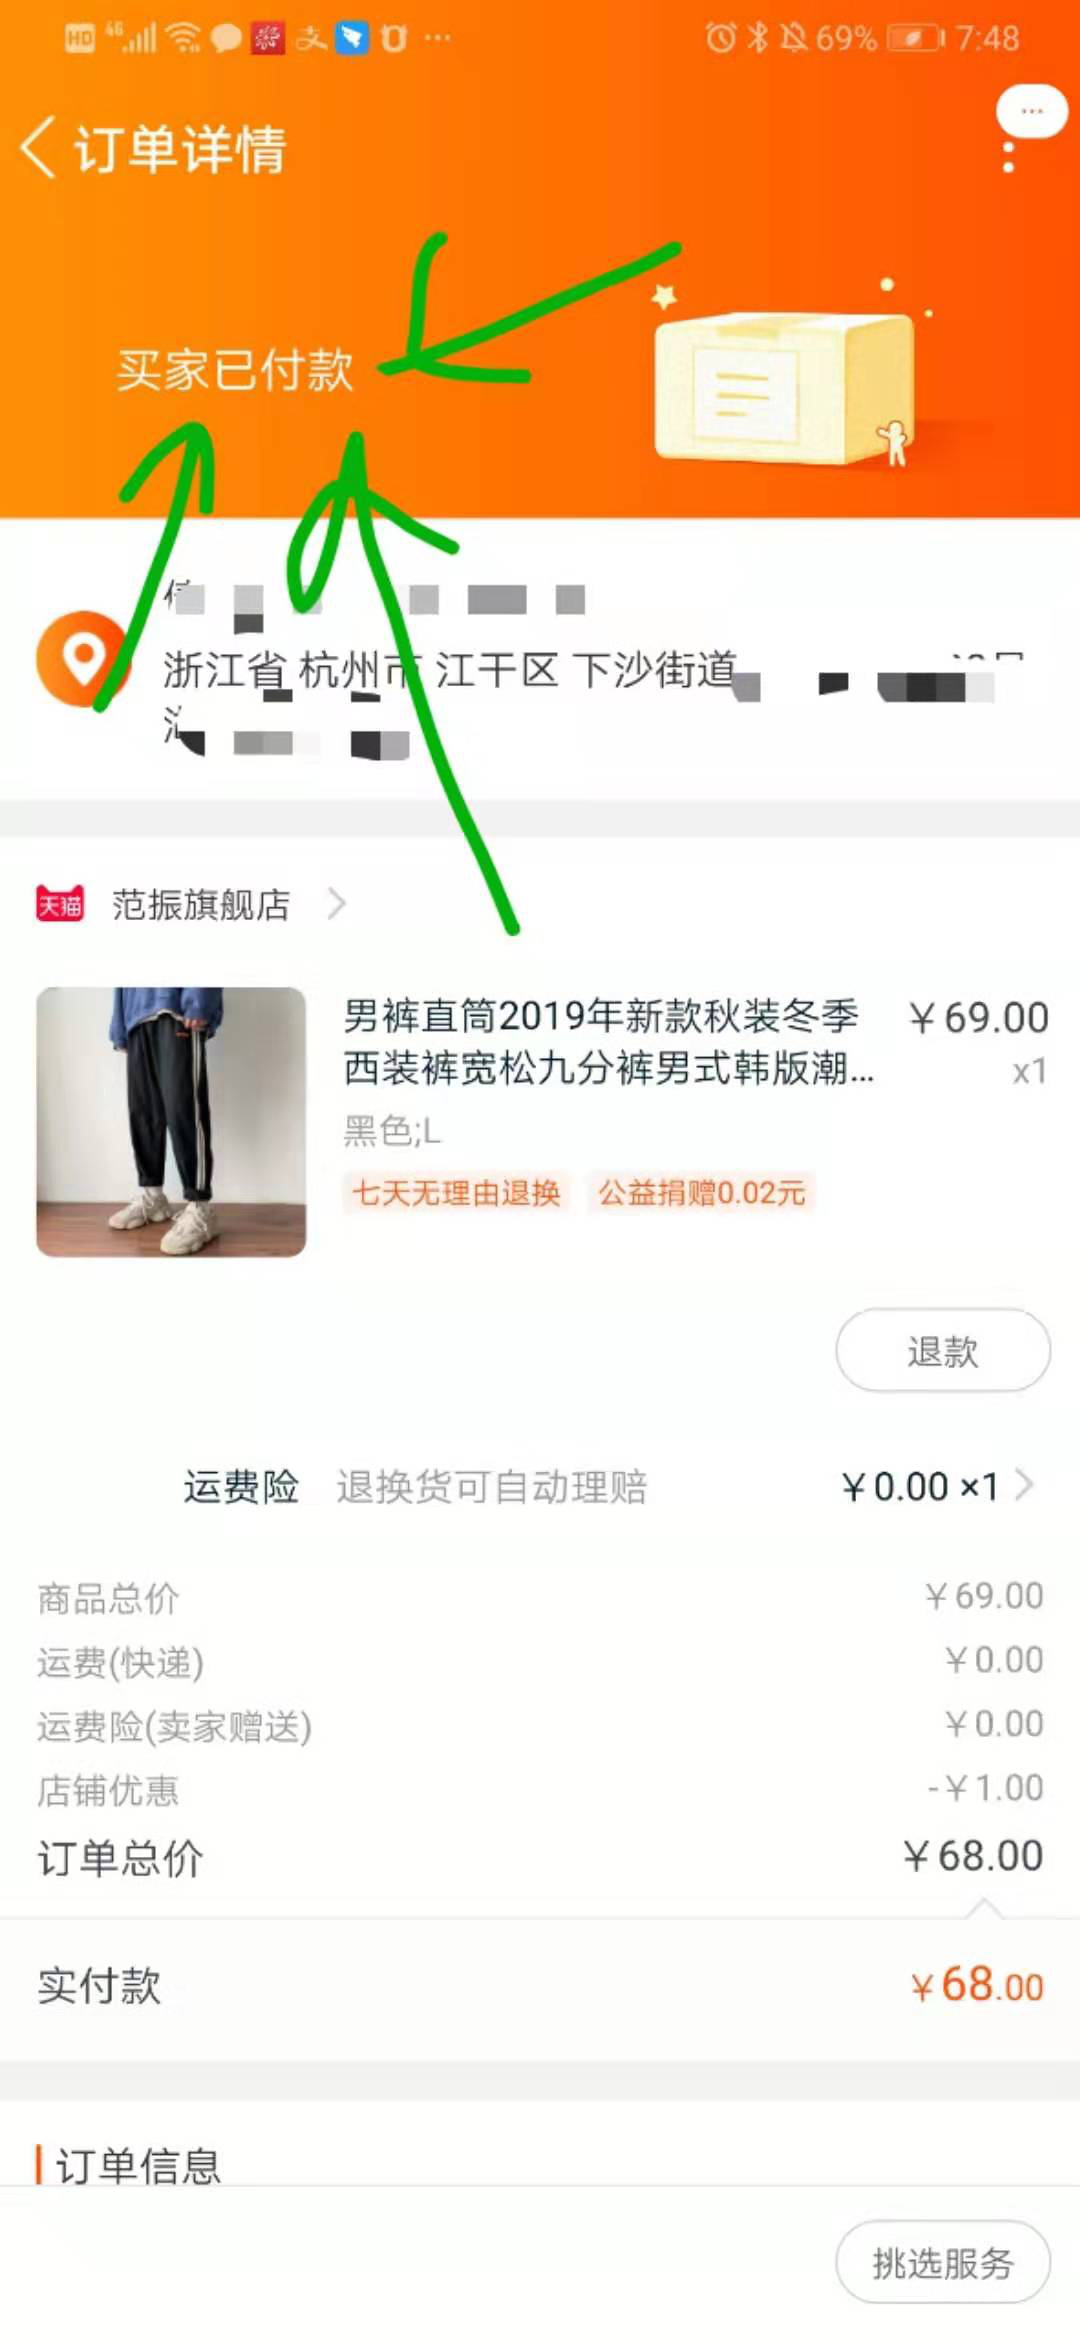 HD 4G 支 69% 7:48
订单详情
买家已付款
浙江省 杭州市 江干区 下沙街道
天猫 范振旗舰店
男裤直筒2019年新款秋装冬季 ￥69.00
西装裤宽松九分裤男式韩版潮... x1
黑色;L
七天无理由退换 公益捐赠0.02元
退款
运费险 退换货可自动理赔 ￥0.00 ×1
商品总价 ￥69.00
运费(快递) ￥0.00
运费险(卖家赠送) ￥0.00
店铺优惠 -￥1.00
订单总价 ￥68.00
实付款 ￥68.00
订单信息
挑选服务